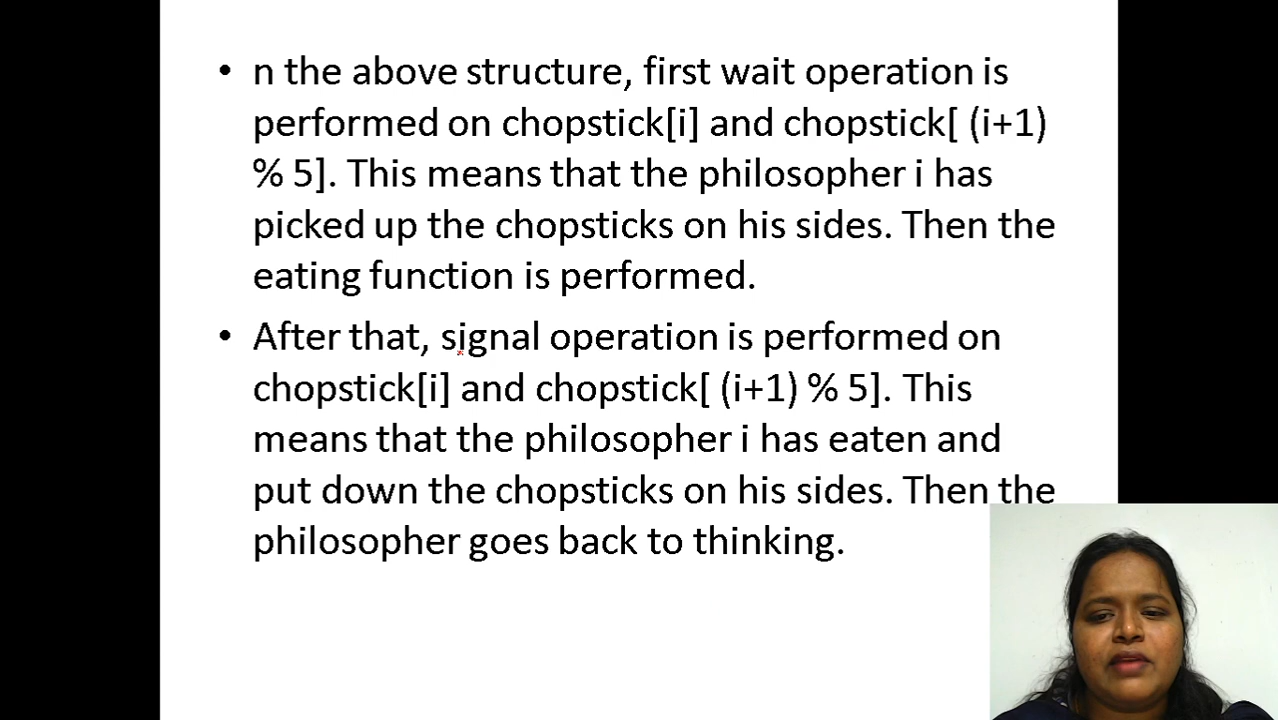 • n the above structure, first wait operation is
performed on chopstick[i] and chopstick[ (i+1)
% 5]. This means that the philosopher i has
picked up the chopsticks on his sides. Then the
eating function is performed.
• After that, signal operation is performed on
chopstick[i] and chopstick[ (i+1) % 5]. This
means that the philosopher i has eaten and
put down the chopsticks on his sides. Then the
philosopher goes back to thinking.